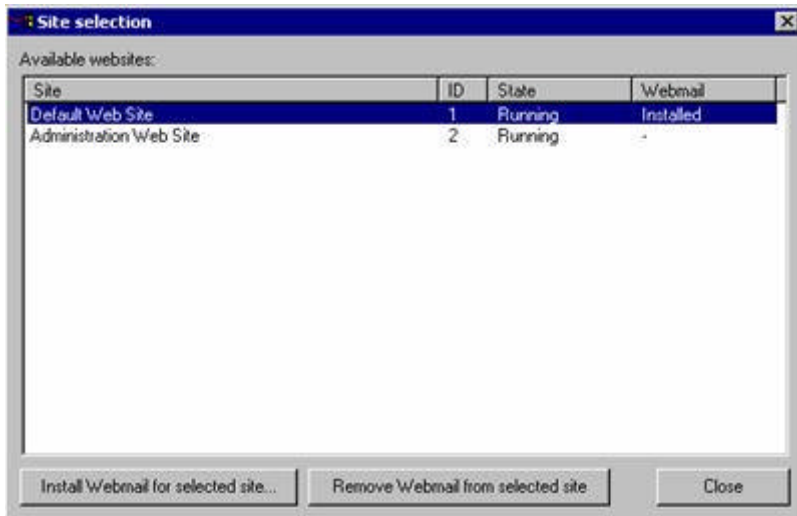 Site selection
Available websites:
Site ID State Webmail
Default Web Site 1 Running Installed
Administration Web Site 2 Running -
Install Webmail for selected site... Remove Webmail from selected site Close